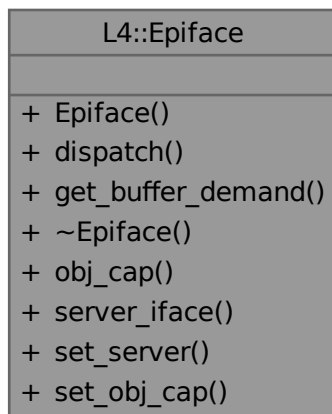 L4::Epiface
+ Epiface()
+ dispatch()
+ get_buffer_demand()
+ ~Epiface()
+ obj_cap()
+ server_iface()
+ set_server()
+ set_obj_cap()